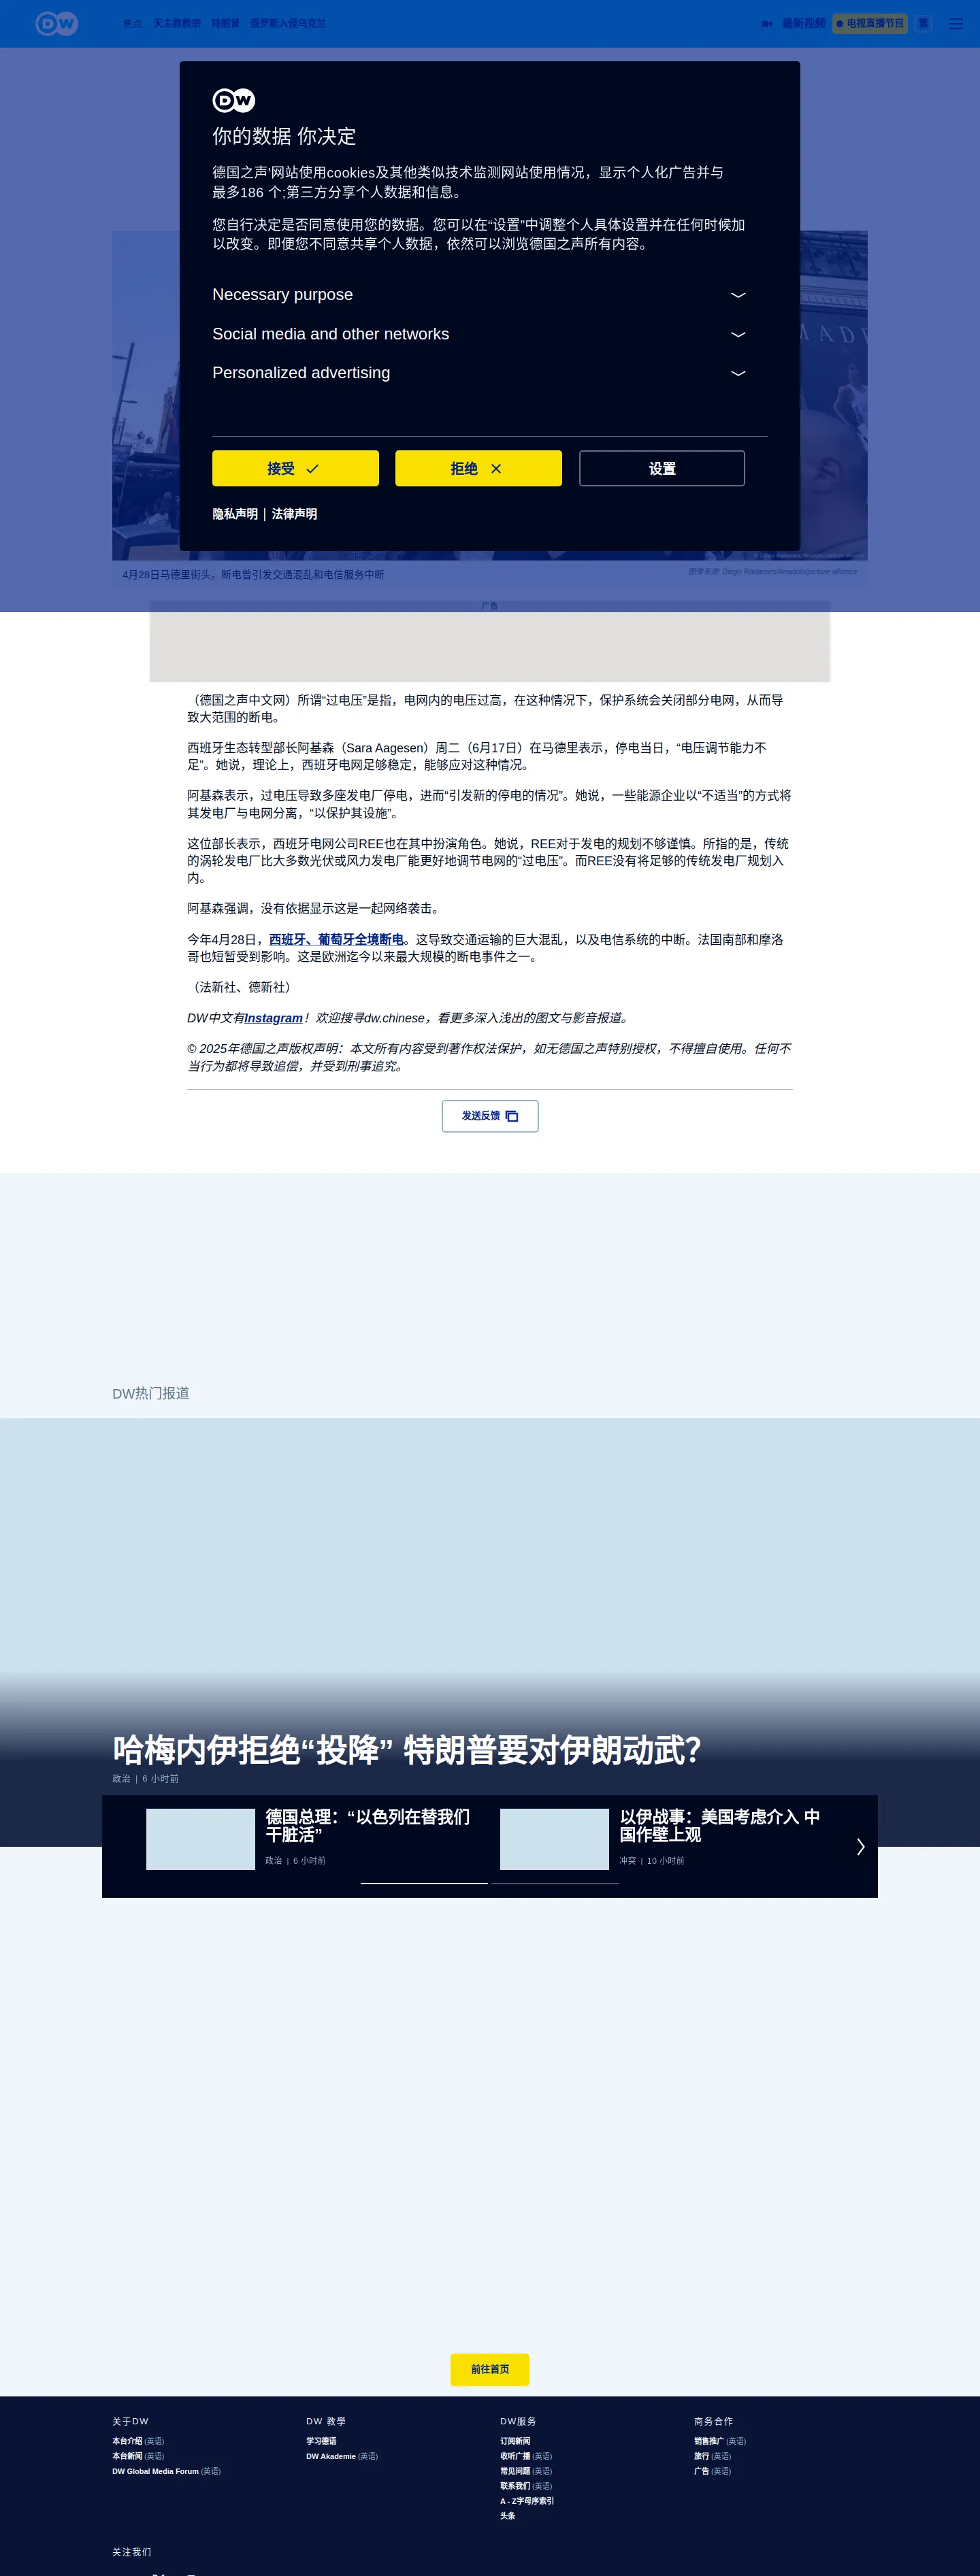 DW
焦点 天主教教宗 特朗普 俄罗斯入侵乌克兰
最新视频 电视直播节目 繁
DW
你的数据 你决定
德国之声'网站使用cookies及其他类似技术监测网站使用情况，显示个人化广告并与
最多186 个;第三方分享个人数据和信息。
您自行决定是否同意使用您的数据。您可以在“设置”中调整个人具体设置并在任何时候加
以改变。即便您不同意共享个人数据，依然可以浏览德国之声所有内容。
Necessary purpose
Social media and other networks
Personalized advertising
接受 拒绝 设置
隐私声明 | 法律声明
4月28日马德里街头。断电曾引发交通混乱和电信服务中断
图像来源: Diego Radames/Anadolu/picture alliance
广告
（德国之声中文网）所谓“过电压”是指，电网内的电压过高，在这种情况下，保护系统会关闭部分电网，从而导
致大范围的断电。
西班牙生态转型部长阿基森（Sara Aagesen）周二（6月17日）在马德里表示，停电当日，“电压调节能力不
足”。她说，理论上，西班牙电网足够稳定，能够应对这种情况。
阿基森表示，过电压导致多座发电厂停电，进而“引发新的停电的情况”。她说，一些能源企业以“不适当”的方式将
其发电厂与电网分离，“以保护其设施”。
这位部长表示，西班牙电网公司REE也在其中扮演角色。她说，REE对于发电的规划不够谨慎。所指的是，传统
的涡轮发电厂比大多数光伏或风力发电厂能更好地调节电网的“过电压”。而REE没有将足够的传统发电厂规划入
内。
阿基森强调，没有依据显示这是一起网络袭击。
今年4月28日，西班牙、葡萄牙全境断电。这导致交通运输的巨大混乱，以及电信系统的中断。法国南部和摩洛
哥也短暂受到影响。这是欧洲迄今以来最大规模的断电事件之一。
（法新社、德新社）
DW中文有Instagram！欢迎搜寻dw.chinese，看更多深入浅出的图文与影音报道。
© 2025年德国之声版权声明：本文所有内容受到著作权法保护，如无德国之声特别授权，不得擅自使用。任何不
当行为都将导致追偿，并受到刑事追究。
发送反馈
DW热门报道
哈梅内伊拒绝“投降” 特朗普要对伊朗动武？
政治 | 6 小时前
德国总理：“以色列在替我们
干脏活”
政治 | 6 小时前
以伊战事：美国考虑介入 中
国作壁上观
冲突 | 10 小时前
前往首页
关于DW
本台介绍 (英语)
本台新闻 (英语)
DW Global Media Forum (英语)
DW 教學
学习德语
DW Akademie (英语)
DW服务
订阅新闻
收听广播 (英语)
常见问题 (英语)
联系我们 (英语)
A - Z字母序索引
头条
商务合作
销售推广 (英语)
旅行 (英语)
广告 (英语)
关注我们